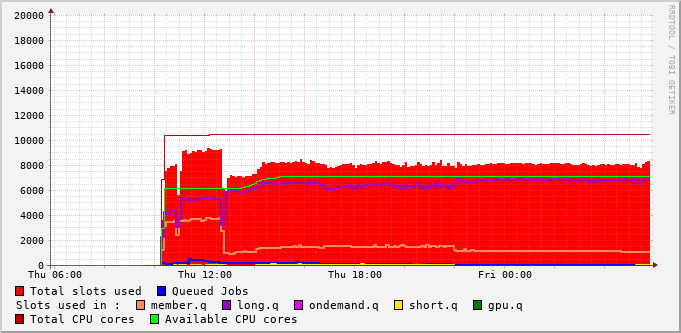 20000
18000
16000
14000
12000
10000
8000
6000
4000
2000
0
Thu 06:00 Thu 12:00 Thu 18:00 Fri 00:00
Total slots used Queued Jobs
Slots used in : member.q long.q ondemand.q short.q gpu.q
Total CPU cores Available CPU cores
RRDTOOL / TOBI OETIKER